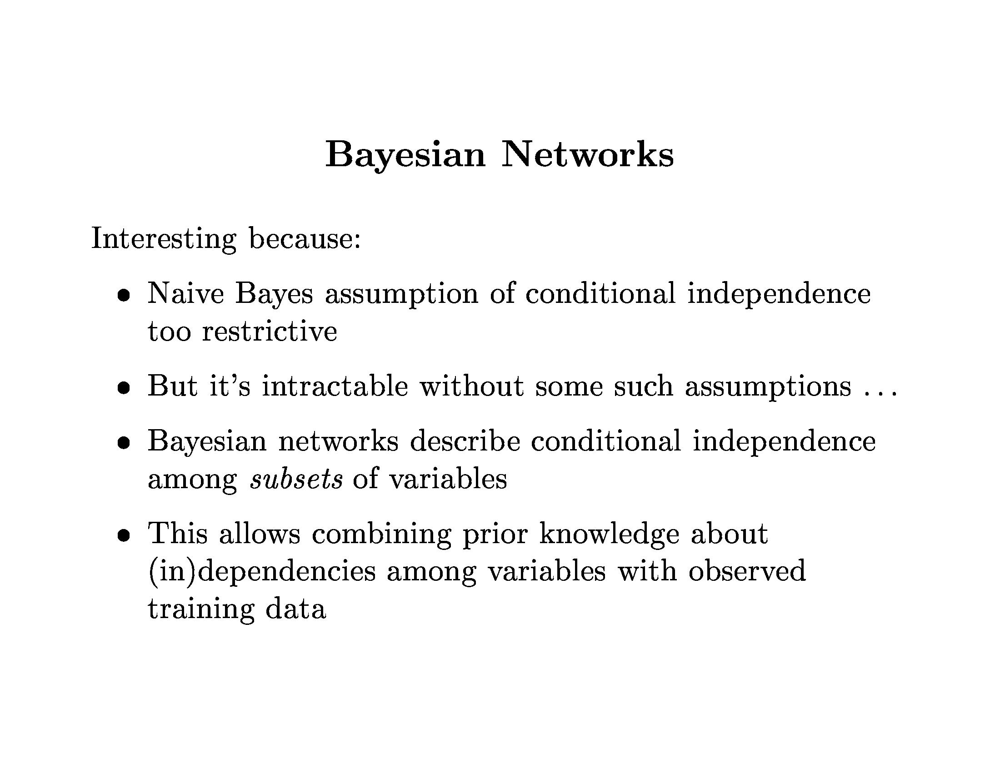 Bayesian Networks
Interesting because:
• Naive Bayes assumption of conditional independence
too restrictive
• But it's intractable without some such assumptions . . .
• Bayesian networks describe conditional independence
among subsets of variables
• This allows combining prior knowledge about
(in)dependencies among variables with observed
training data